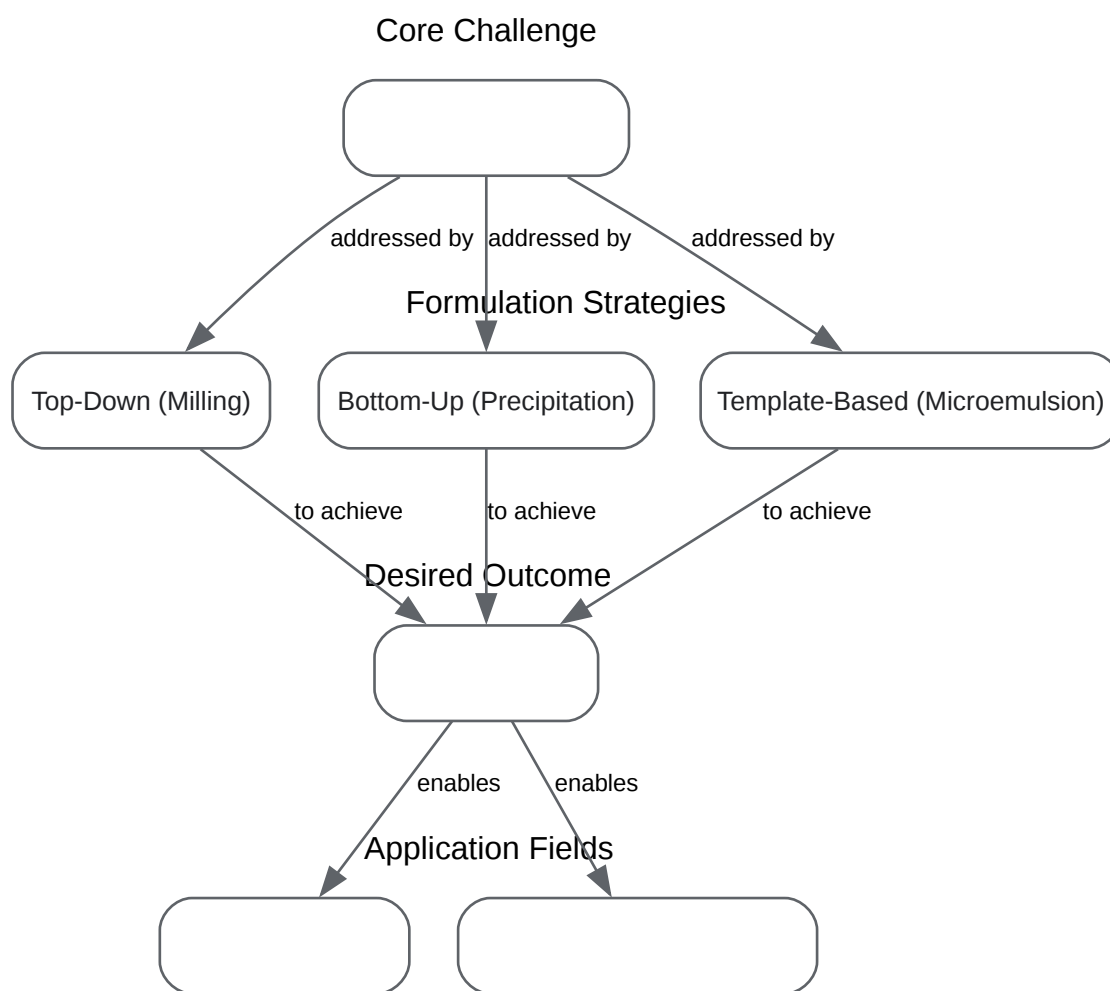 Core Challenge
addressed by
addressed by
addressed by
Formulation Strategies
Top-Down (Milling)
Bottom-Up (Precipitation)
Template-Based (Microemulsion)
to achieve
to achieve
to achieve
Desired Outcome
enables
enables
Application Fields